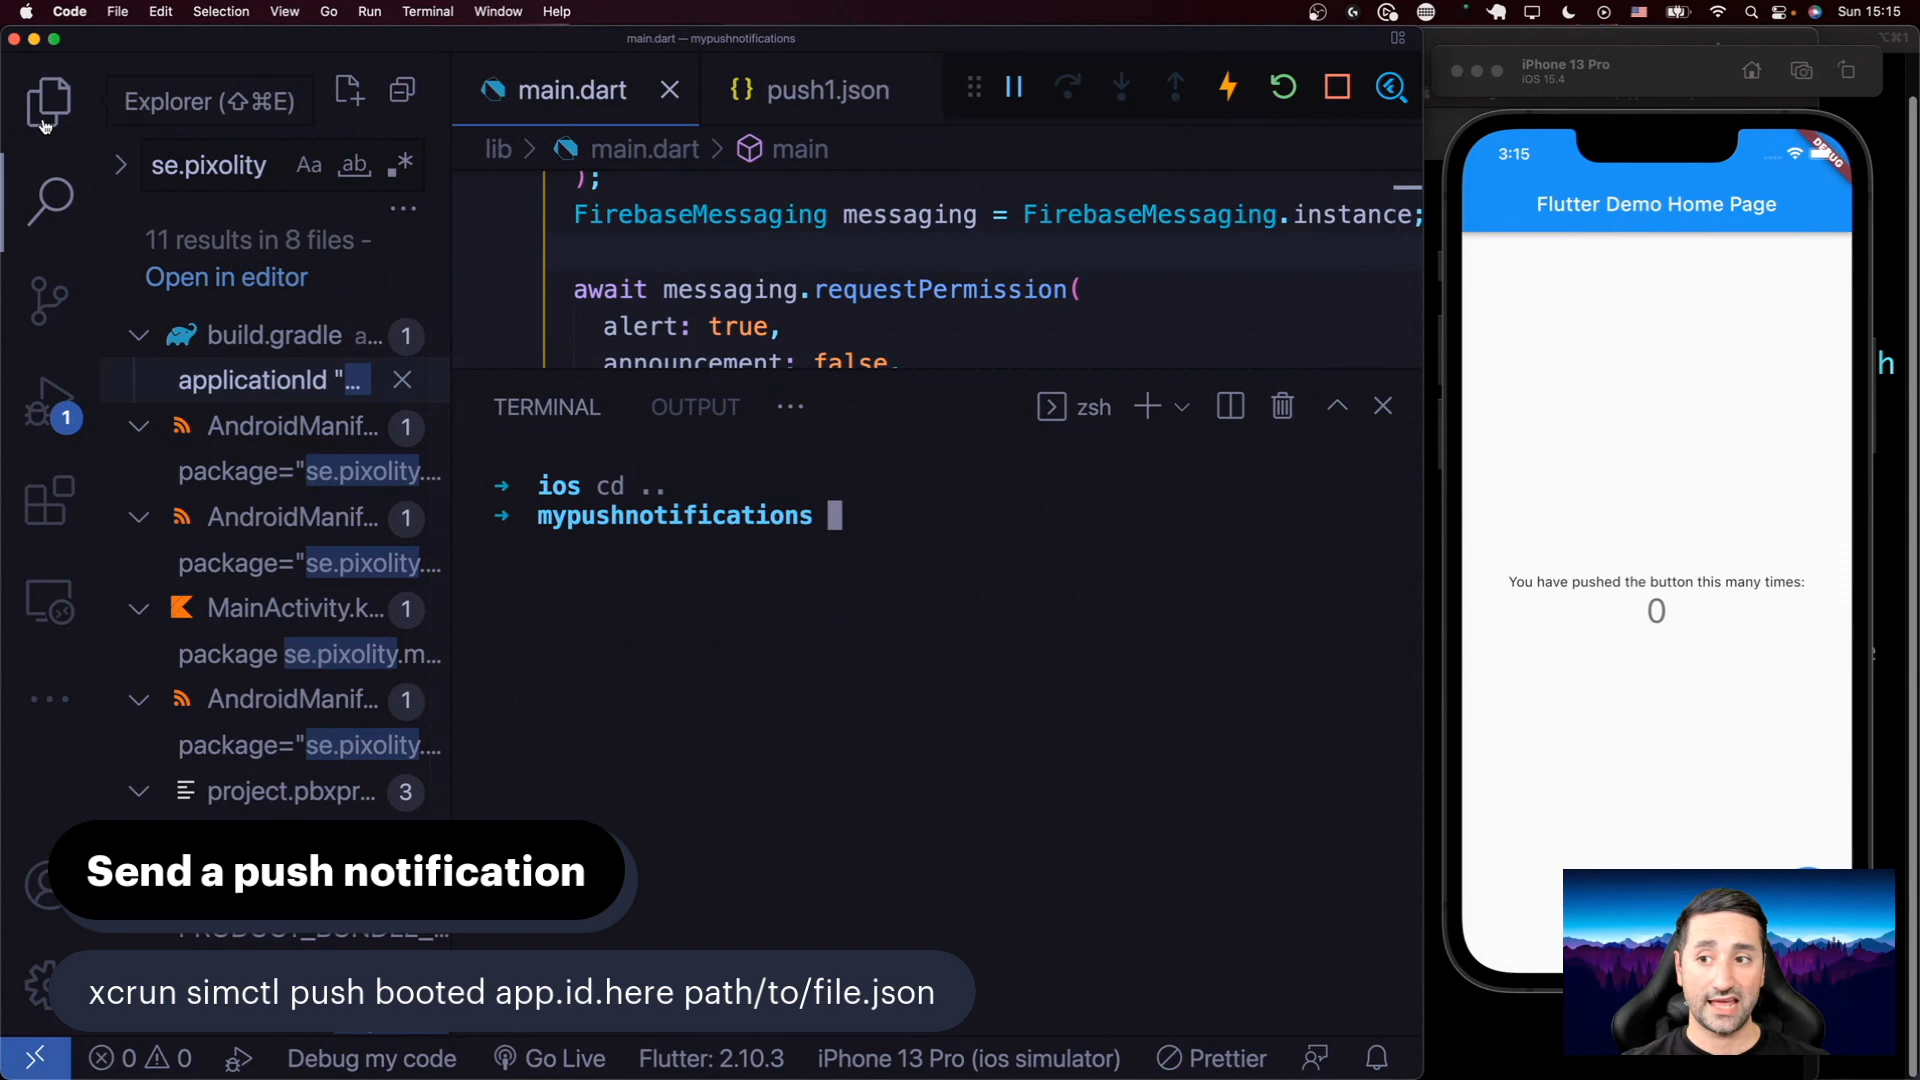 Code File Edit Selection View Go Run Terminal Window Help
Sun 15:15
main.dart — mypushnotifications
Explorer (⇧⌘E)
main.dart
{} push1.json
se.pixolity
Aa ab
lib > main.dart > main
11 results in 8 files -
Open in editor
build.gradle a... 1
applicationId "...
AndroidManif... 1
package="se.pixolity....
AndroidManif... 1
package="se.pixolity....
MainActivity.k... 1
package se.pixolity.m...
AndroidManif... 1
package="se.pixolity....
project.pbxpr... 3
1
);
FirebaseMessaging messaging = FirebaseMessaging.instance;
await messaging.requestPermission(
alert: true,
announcement: false,
TERMINAL OUTPUT ...
zsh
→ ios cd ..
→ mypushnotifications
Send a push notification
PRODUCT_BUNDLE_...
xcrun simctl push booted app.id.here path/to/file.json
0 0 Debug my code Go Live Flutter: 2.10.3 iPhone 13 Pro (ios simulator) Prettier
⌥⌘1
iPhone 13 Pro
iOS 15.4
3:15
DEBUG
Flutter Demo Home Page
You have pushed the button this many times:
0
h